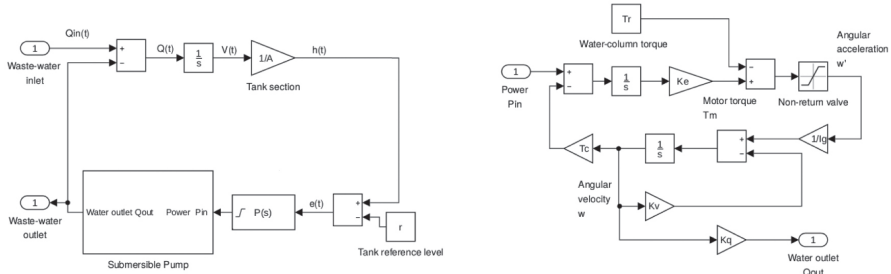 Qin(t)
1
Waste-water
inlet
+
−
Q(t)
1
s
V(t)
1/A
Tank section
h(t)
1
Waste-water
outlet
Water outlet Qout
Power Pin
Submersible Pump
P(s)
e(t)
+
−
r
Tank reference level
Tr
Water-column torque
1
Power
Pin
+
−
1
s
Ke
Motor torque
Tm
−
+
Non-return valve
Angular
acceleration
w'
1/Ig
+
−
1
s
Tc
Angular
velocity
w
Kv
Kq
1
Water outlet
Qout